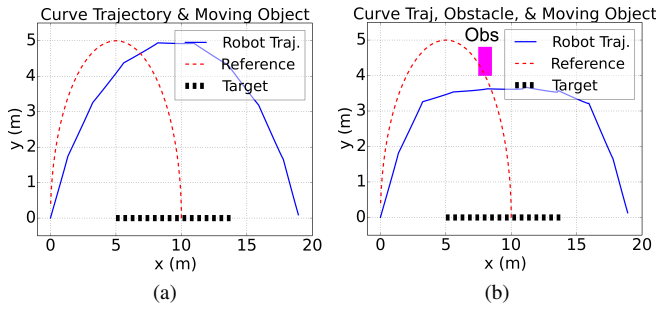 Curve Trajectory & Moving Object
Robot Traj.
Reference
Target
y (m)
5
4
3
2
1
0
0 5 10 15 20
x (m)
(a)
Curve Traj, Obstacle, & Moving Object
Obs
Robot Traj.
Reference
Target
y (m)
5
4
3
2
1
0
0 5 10 15 20
x (m)
(b)